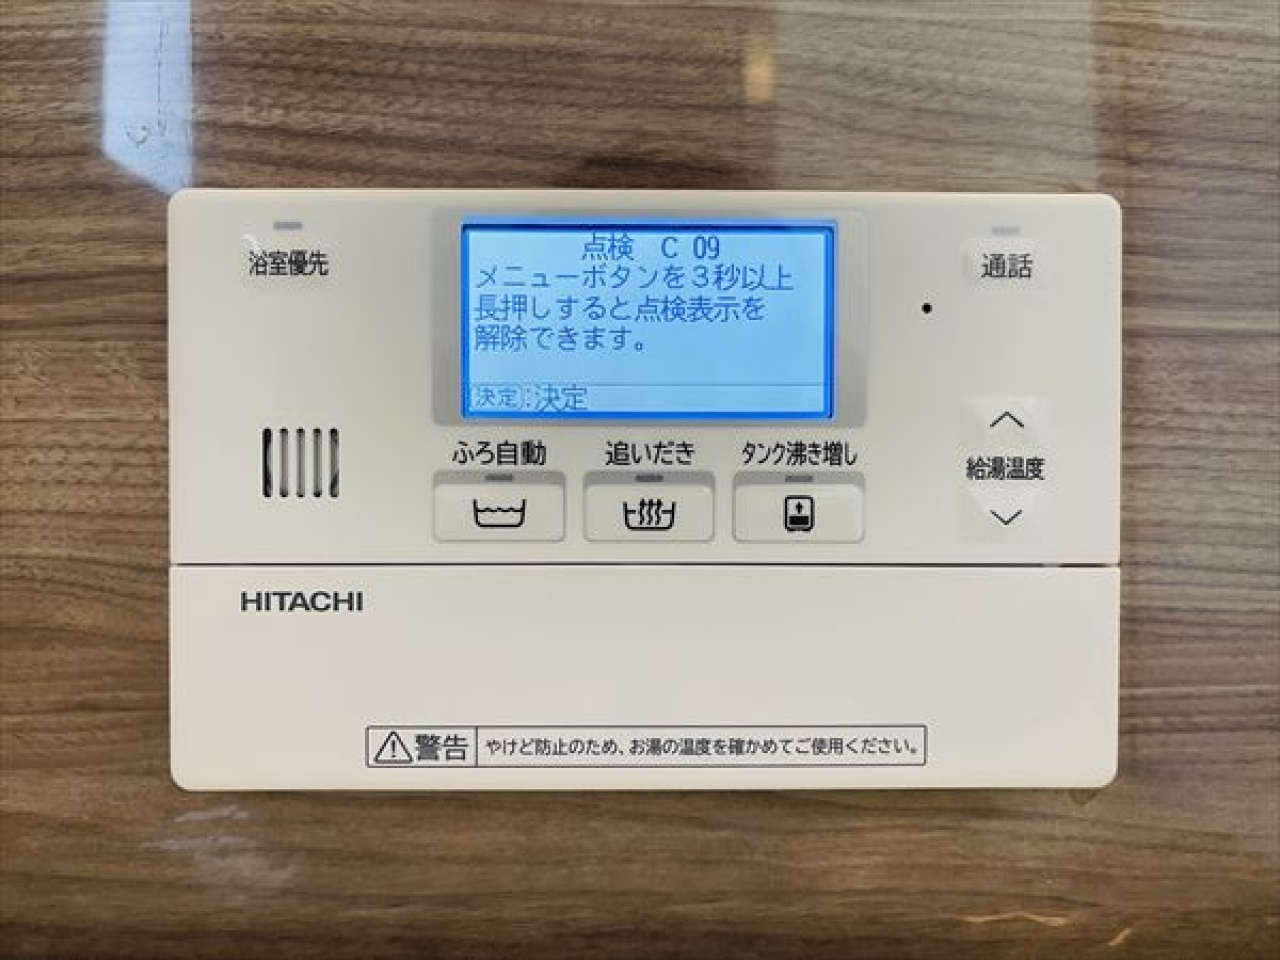 浴室優先
点検 C 09
メニューボタンを3秒以上
長押しすると点検表示を
解除できます。
[決定]:決定
通話
ふろ自動
追いだき
タンク沸き増し
給湯温度
HITACHI
警告 やけど防止のため、お湯の温度を確かめてご使用ください。